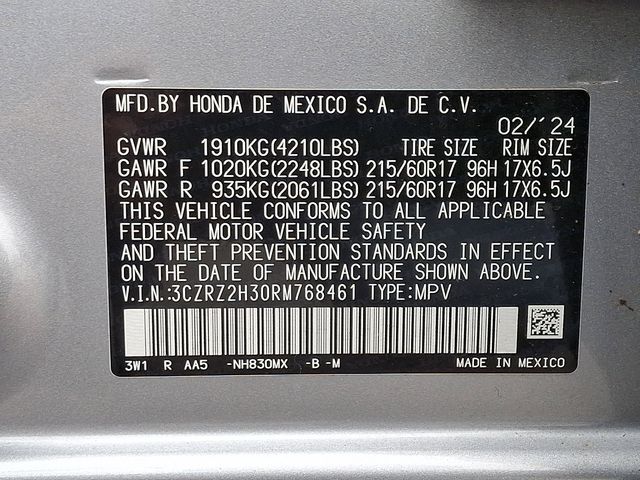 MFD.BY HONDA DE MEXICO S.A. DE C.V.
02/'24
GVWR 1910KG(4210LBS) TIRE SIZE RIM SIZE
GAWR F 1020KG(2248LBS) 215/60R17 96H 17X6.5J
GAWR R 935KG(2061LBS) 215/60R17 96H 17X6.5J
THIS VEHICLE CONFORMS TO ALL APPLICABLE
FEDERAL MOTOR VEHICLE SAFETY
AND THEFT PREVENTION STANDARDS IN EFFECT
ON THE DATE OF MANUFACTURE SHOWN ABOVE.
V.I.N.:3CZRZ2H30RM768461 TYPE:MPV
3W1 R AA5 -NH830MX -B -M MADE IN MEXICO